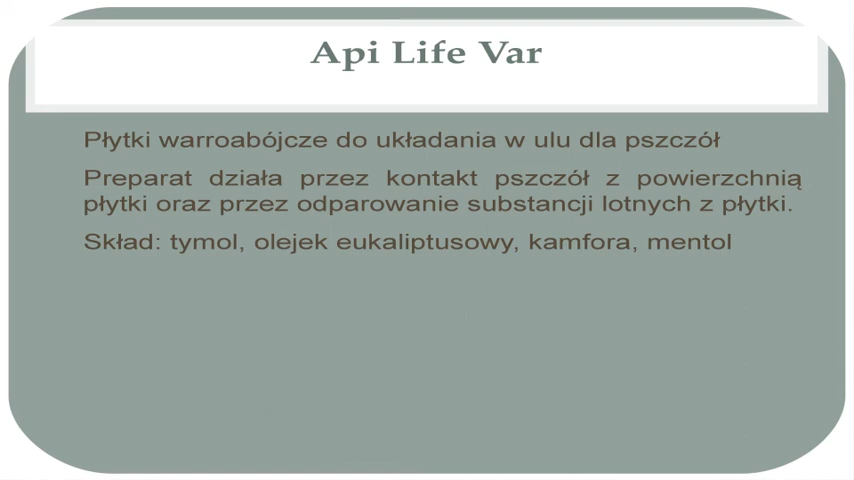 Api Life Var
Płytki warroabójcze do układania w ulu dla pszczół
Preparat działa przez kontakt pszczół z powierzchnią
płytki oraz przez odparowanie substancji lotnych z płytki.
Skład: tymol, olejek eukaliptusowy, kamfora, mentol